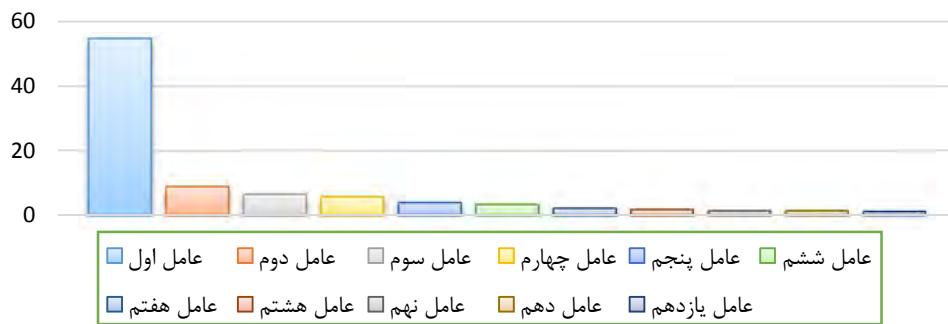 60
40
20
0
عامل اول عامل دوم عامل سوم عامل چهارم عامل پنجم عامل ششم
عامل هفتم عامل هشتم عامل نهم عامل دهم عامل یازدهم